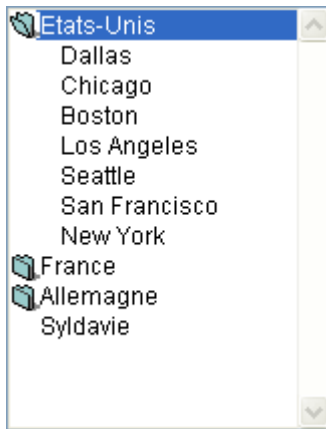 Etats-Unis
Dallas
Chicago
Boston
Los Angeles
Seattle
San Francisco
New York
France
Allemagne
Syldavie